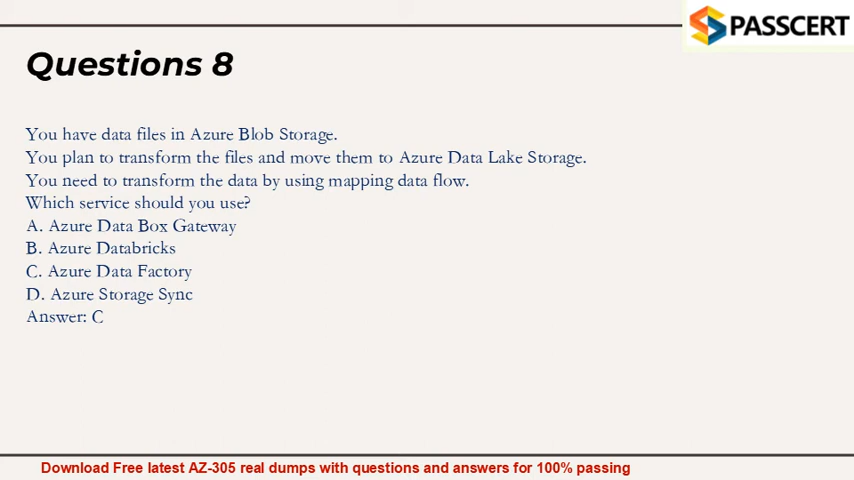 PASSCERT
Questions 8
You have data files in Azure Blob Storage.
You plan to transform the files and move them to Azure Data Lake Storage.
You need to transform the data by using mapping data flow.
Which service should you use?
A. Azure Data Box Gateway
B. Azure Databricks
C. Azure Data Factory
D. Azure Storage Sync
Answer: C
Download Free latest AZ-305 real dumps with questions and answers for 100% passing